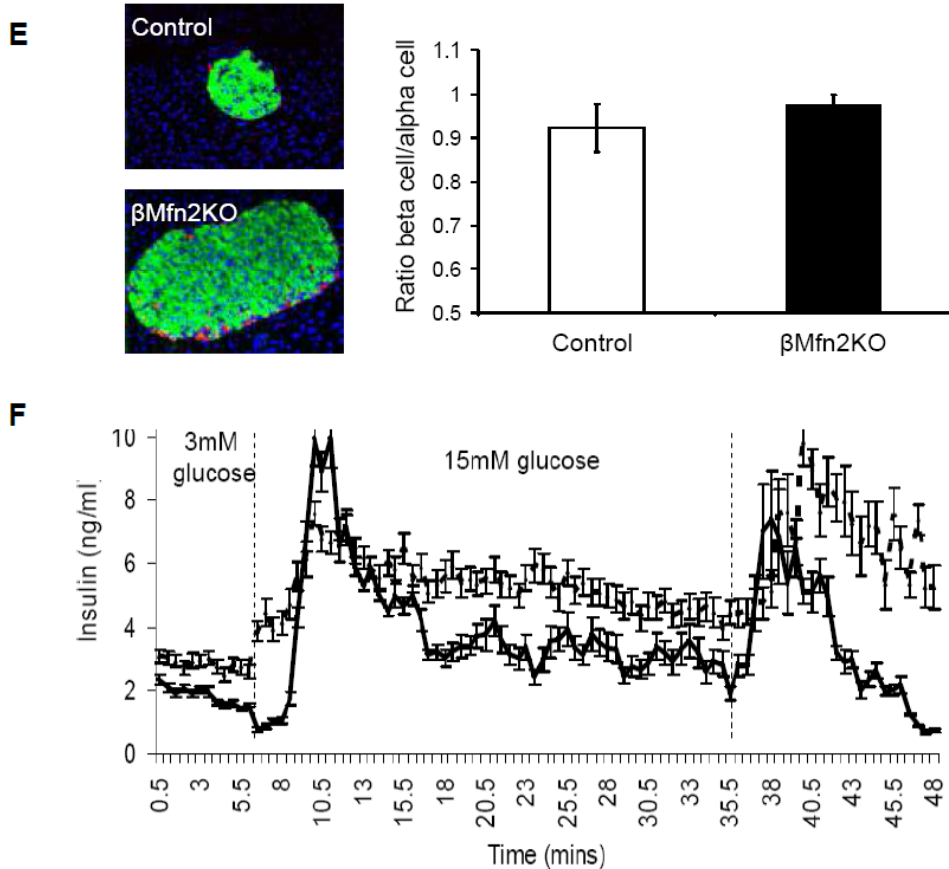 E
Control
βMfn2KO
Ratio beta cell/alpha cell
1.1
1
0.9
0.8
0.7
0.6
0.5
Control
βMfn2KO
F
Insulin (ng/ml)
10
8
6
4
2
0
3mM
glucose
15mM glucose
0.5
3
5.5
8
10.5
13
15.5
18
20.5
23
25.5
28
30.5
33
35.5
38
40.5
43
45.5
48
Time (mins)